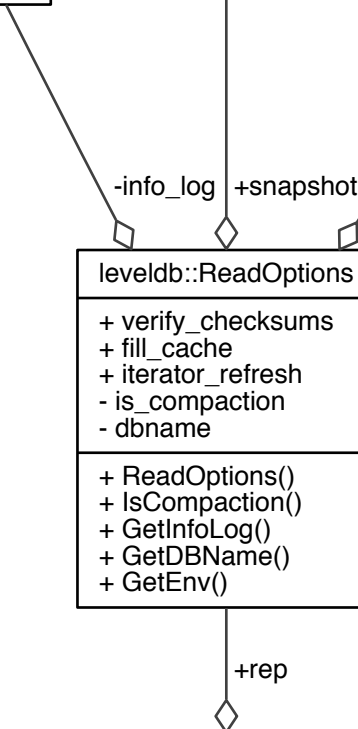 -info_log
+snapshot
leveldb::ReadOptions
+ verify_checksums
+ fill_cache
+ iterator_refresh
- is_compaction
- dbname
+ ReadOptions()
+ IsCompaction()
+ GetInfoLog()
+ GetDBName()
+ GetEnv()
+rep